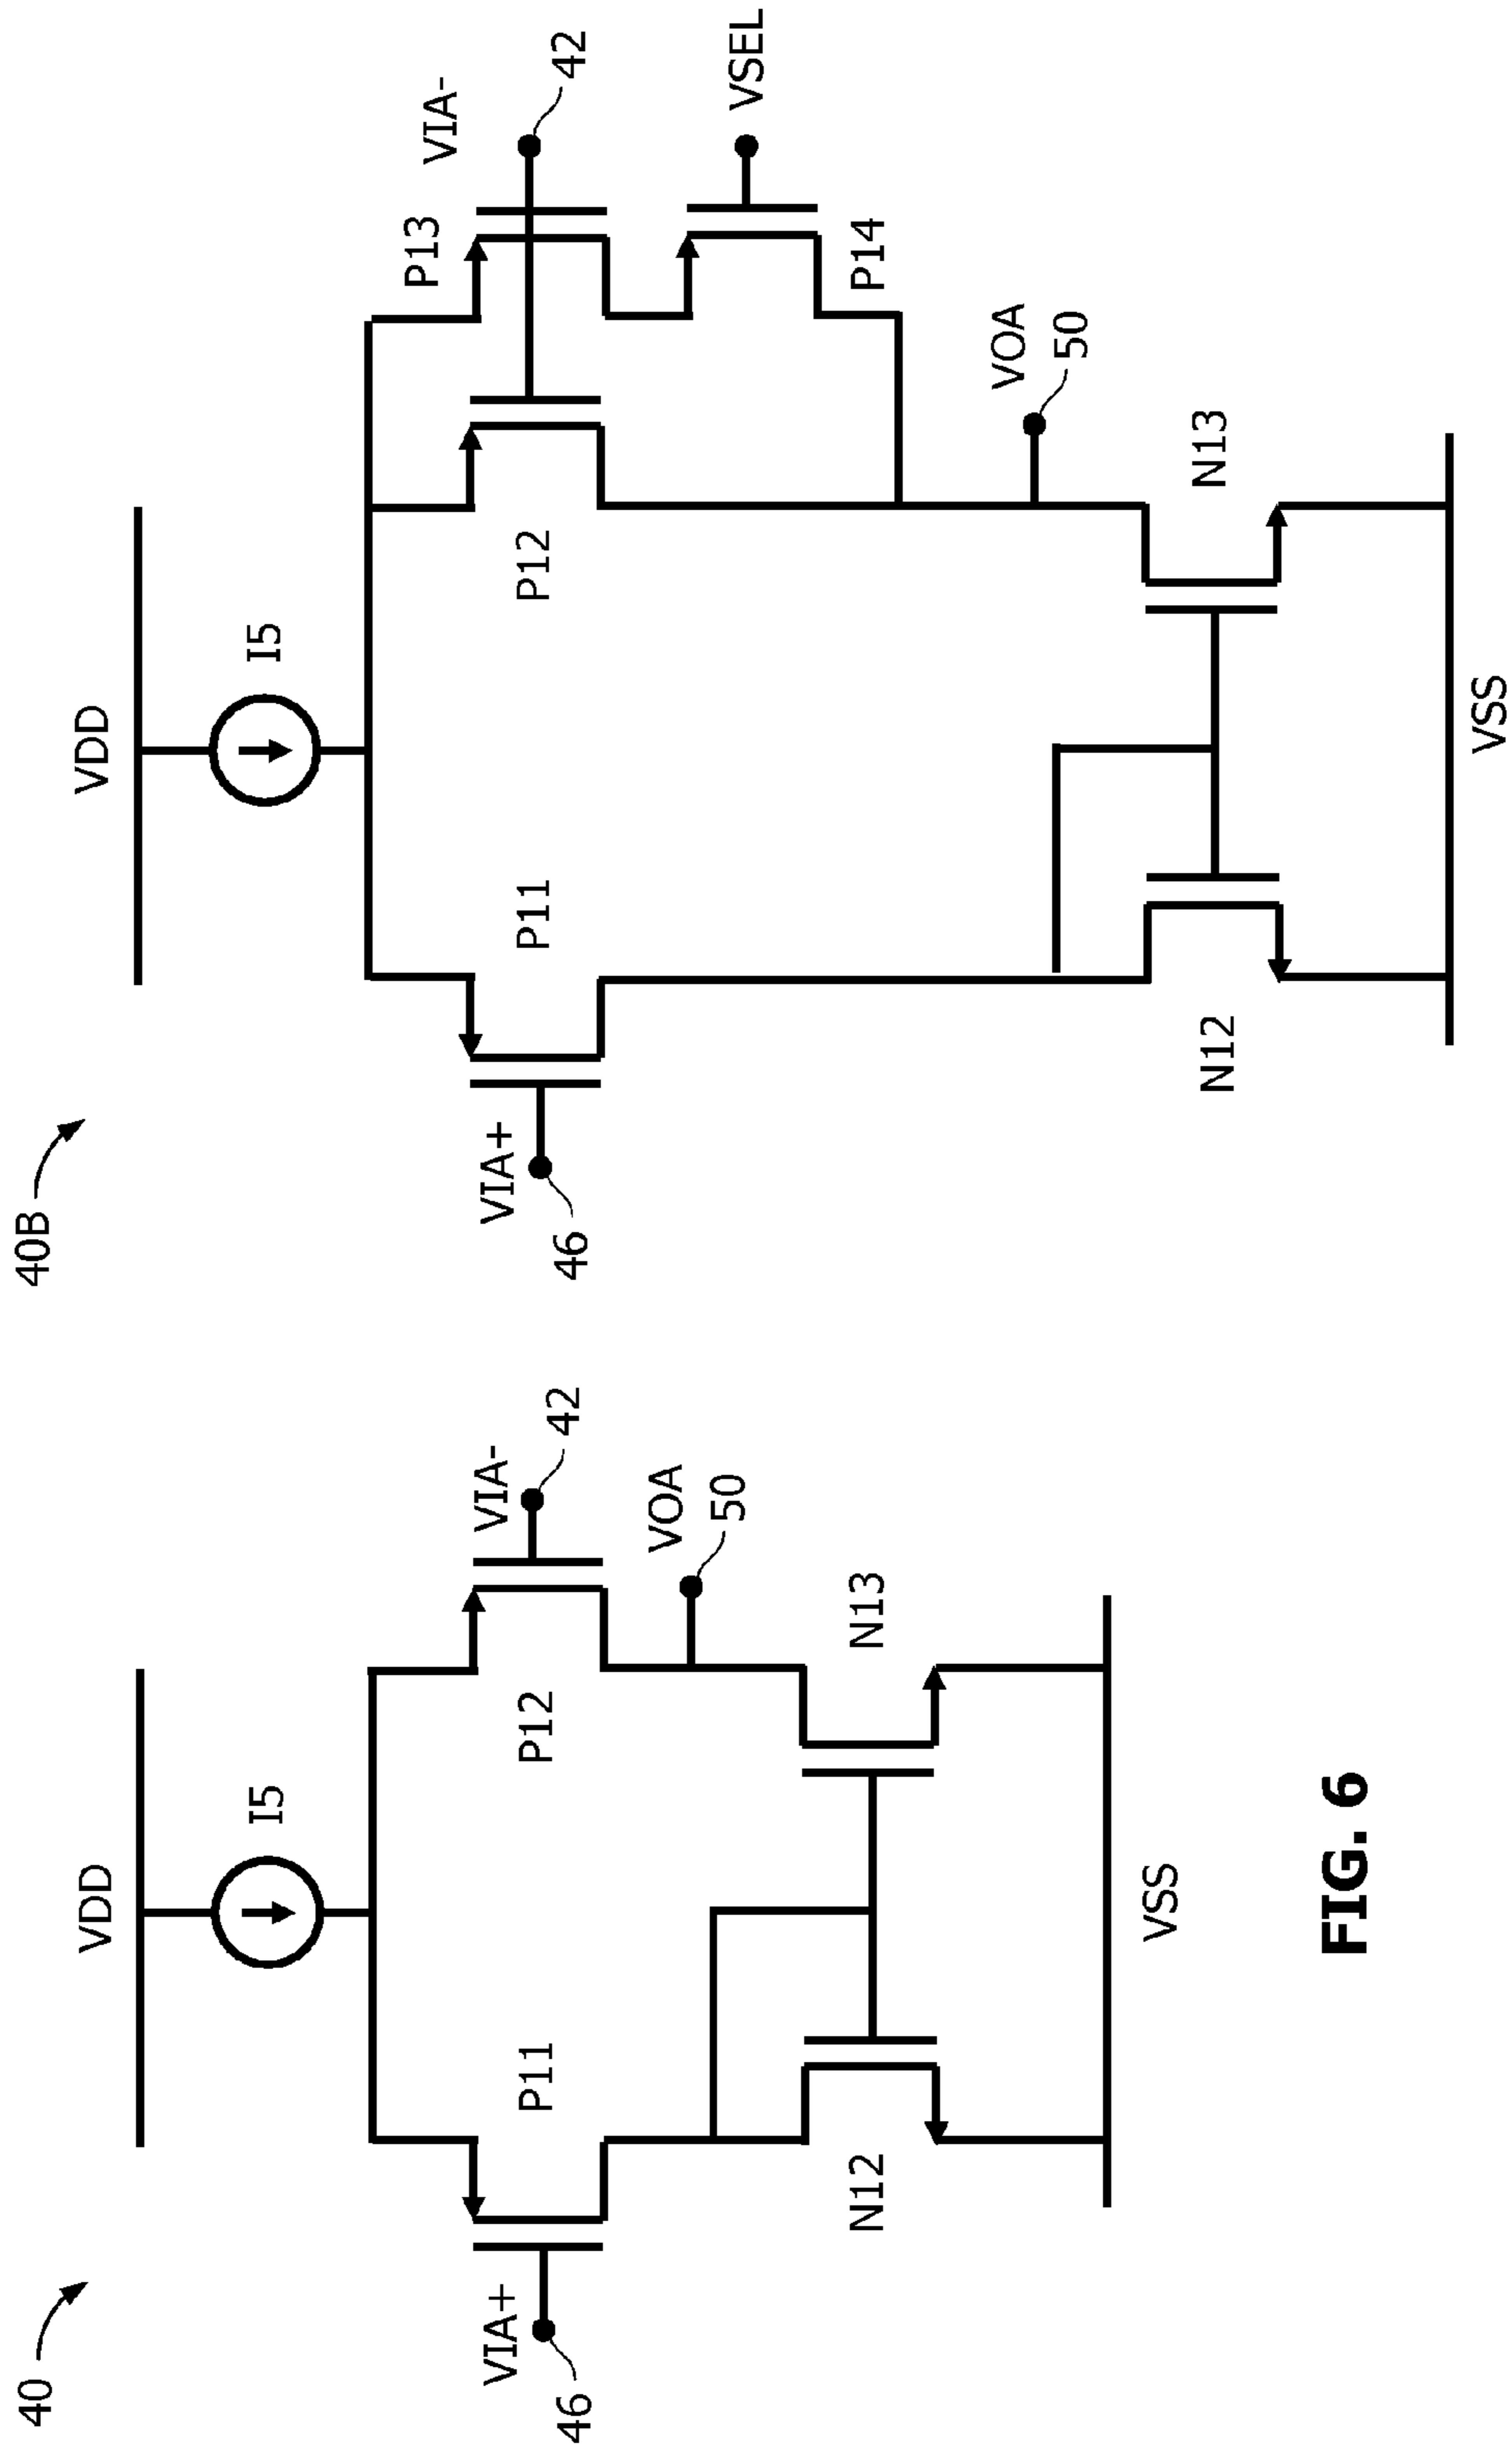 40
VDD
I5
VIA+
46
P11
P12
VIA-
42
VOA
50
N12
N13
VSS
40B
VDD
I5
VIA+
46
P11
P12
P13
VIA-
42
VSEL
P14
VOA
50
N12
N13
VSS
FIG. 6